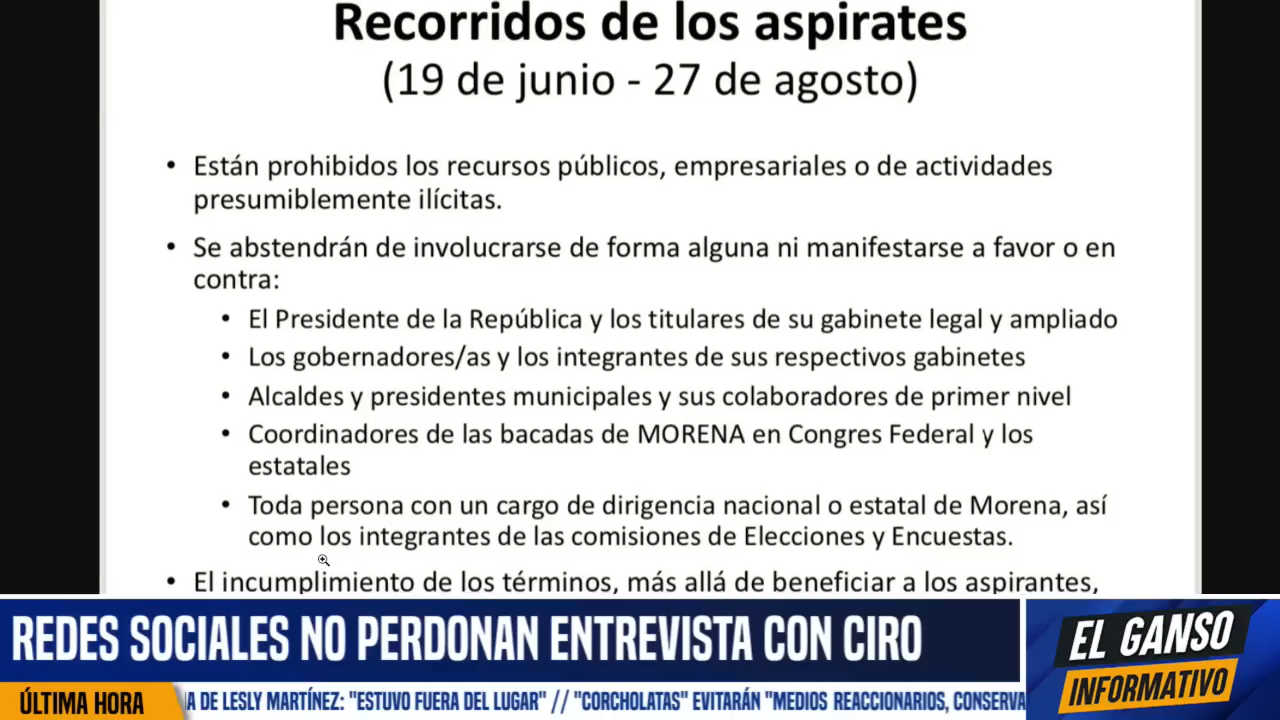 Recorridos de los aspirates
(19 de junio - 27 de agosto)
• Están prohibidos los recursos públicos, empresariales o de actividades
presumiblemente ilícitas.
• Se abstendrán de involucrarse de forma alguna ni manifestarse a favor o en
contra:
• El Presidente de la República y los titulares de su gabinete legal y ampliado
• Los gobernadores/as y los integrantes de sus respectivos gabinetes
• Alcaldes y presidentes municipales y sus colaboradores de primer nivel
• Coordinadores de las bacadas de MORENA en Congres Federal y los
estatales
• Toda persona con un cargo de dirigencia nacional o estatal de Morena, así
como los integrantes de las comisiones de Elecciones y Encuestas.
• El incumplimiento de los términos, más allá de beneficiar a los aspirantes,
REDES SOCIALES NO PERDONAN ENTREVISTA CON CIRO
EL GANSO
INFORMATIVO
ÚLTIMA HORA
A DE LESLY MARTÍNEZ: "ESTUVO FUERA DEL LUGAR" // "CORCHOLATAS" EVITARÁN "MEDIOS REACCIONARIOS, CONSERVA